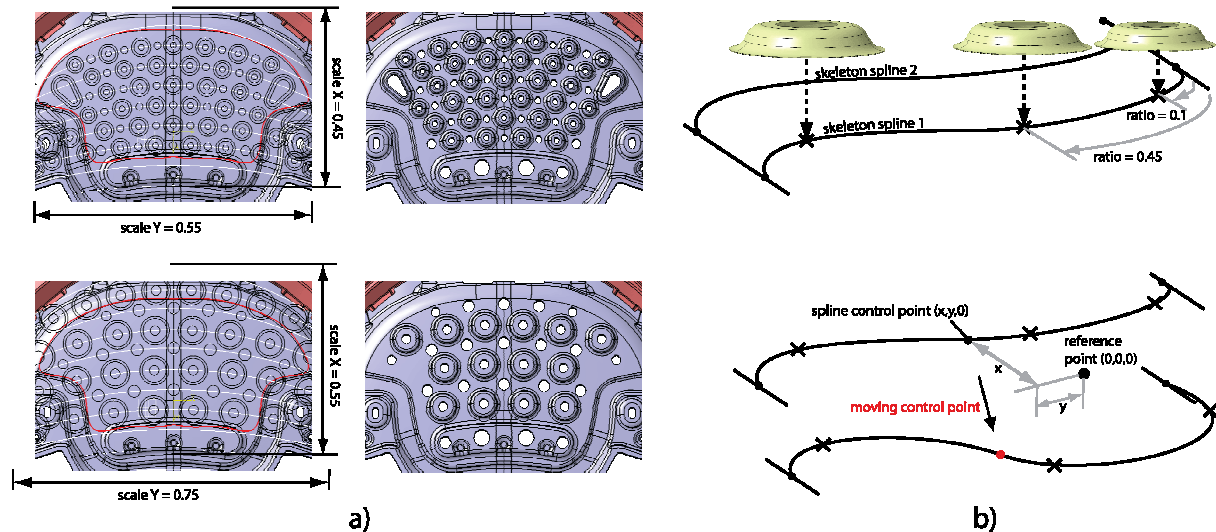 scale X = 0,45
scale Y = 0.55
scale X = 0.55
scale Y = 0.75
a)
skeleton spline 2
skeleton spline 1
ratio = 0.1
ratio = 0.45
spline control point (x,y,0)
reference
point (0,0,0)
x
y
moving control point
b)